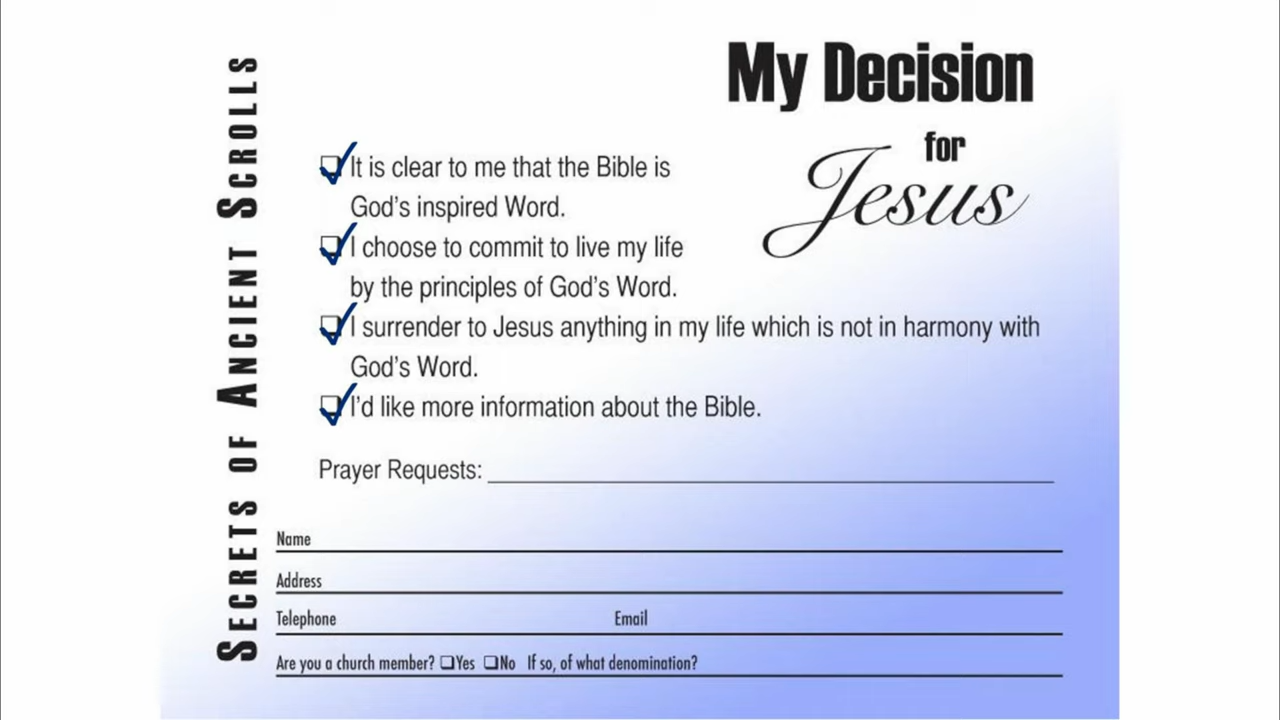 My Decision
for
Jesus
SECRETS OF ANCIENT SCROLLS
It is clear to me that the Bible is
God's inspired Word.
I choose to commit to live my life
by the principles of God's Word.
I surrender to Jesus anything in my life which is not in harmony with
God's Word.
I'd like more information about the Bible.
Prayer Requests:
Name
Address
Telephone Email
Are you a church member? ❑Yes ❑No If so, of what denomination?